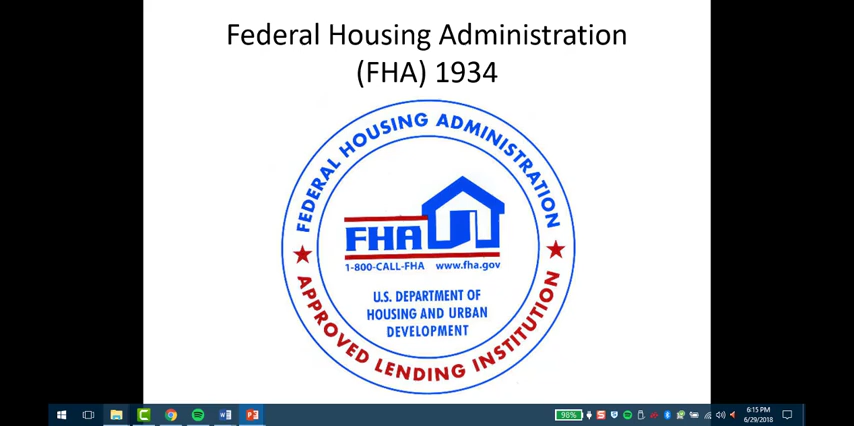 Federal Housing Administration
(FHA) 1934
FEDERAL HOUSING ADMINISTRATION
FHA
1-800-CALL-FHA www.fha.gov
U.S. DEPARTMENT OF
HOUSING AND URBAN
DEVELOPMENT
APPROVED LENDING INSTITUTION
98%
6:15 PM
6/29/2018